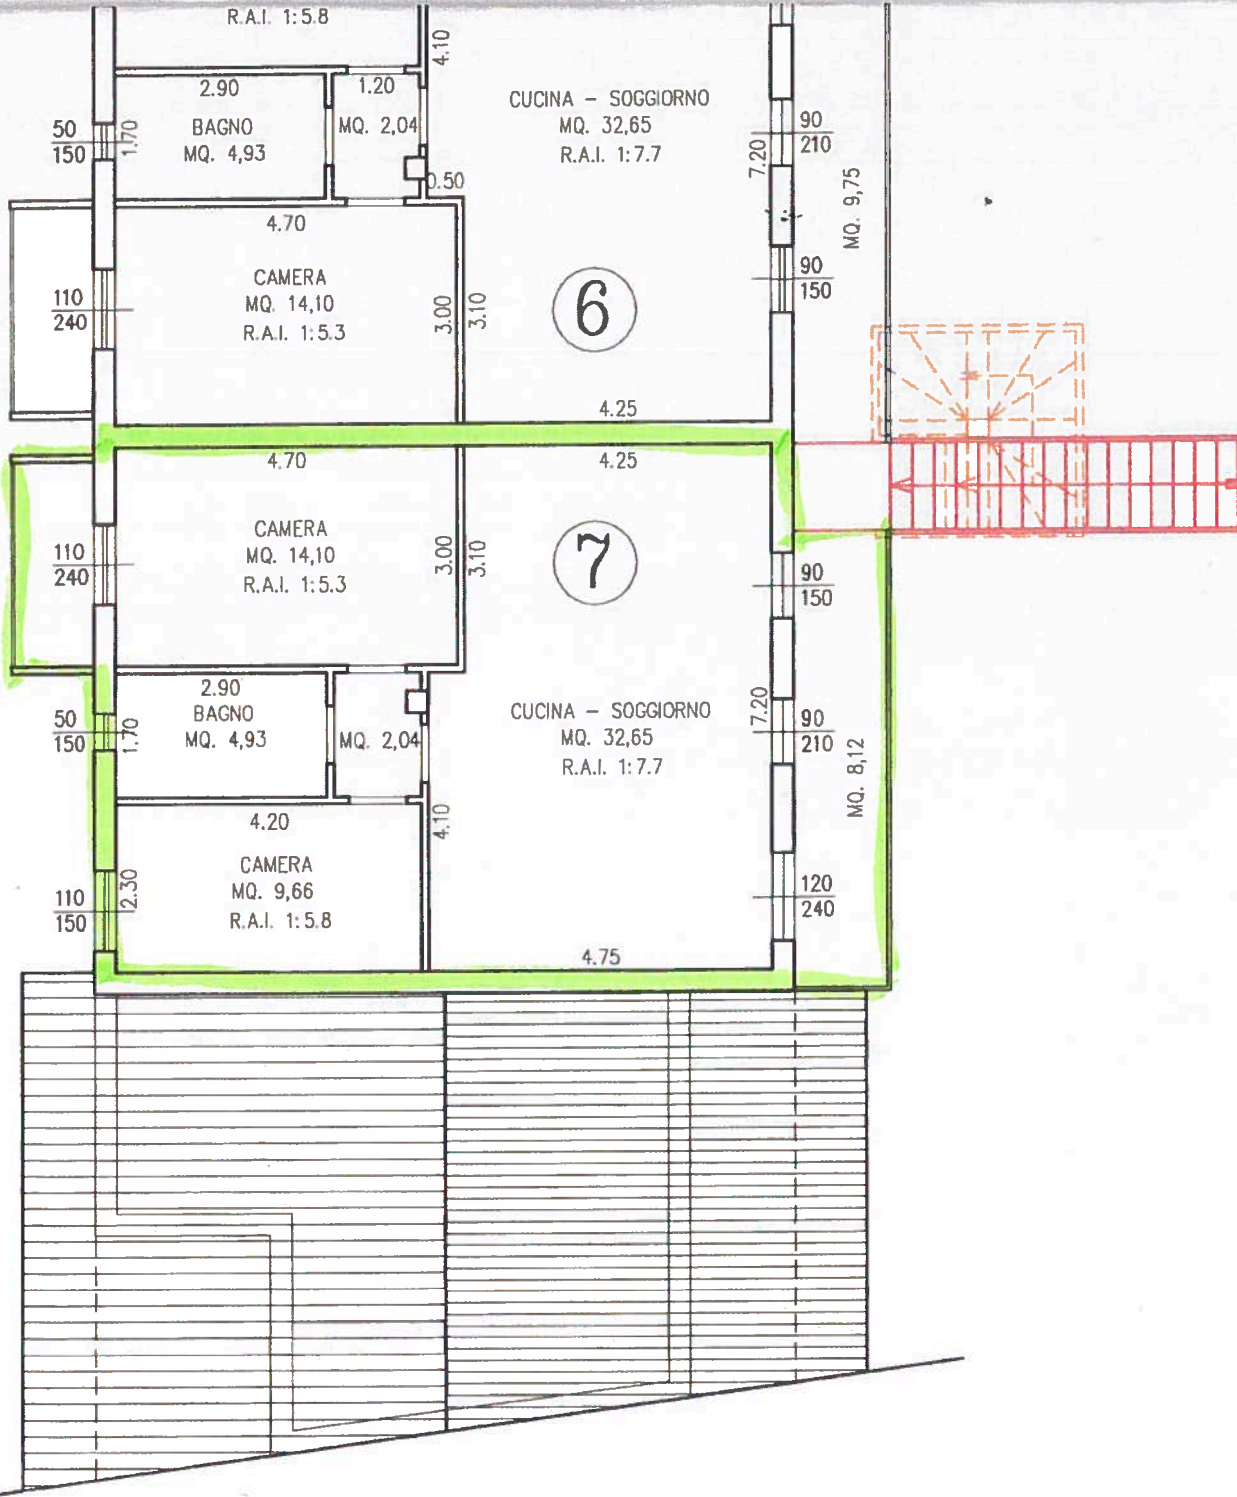 R.A.I. 1:5.8
4.10
2.90
1.20
BAGNO
MQ. 4,93
MQ. 2,04
50
150
1.70
0.50
CUCINA – SOGGIORNO
MQ. 32,65
R.A.I. 1:7.7
7.20
90
210
MQ. 9,75
4.70
CAMERA
MQ. 14,10
R.A.I. 1:5.3
110
240
3.00
3.10
6
90
150
4.25
4.70
4.25
CAMERA
MQ. 14,10
R.A.I. 1:5.3
110
240
3.00
3.10
7
90
150
2.90
BAGNO
MQ. 4,93
50
150
1.70
MQ. 2,04
CUCINA – SOGGIORNO
MQ. 32,65
R.A.I. 1:7.7
7.20
90
210
MQ. 8,12
4.20
4.10
CAMERA
MQ. 9,66
R.A.I. 1:5.8
110
150
2.30
120
240
4.75